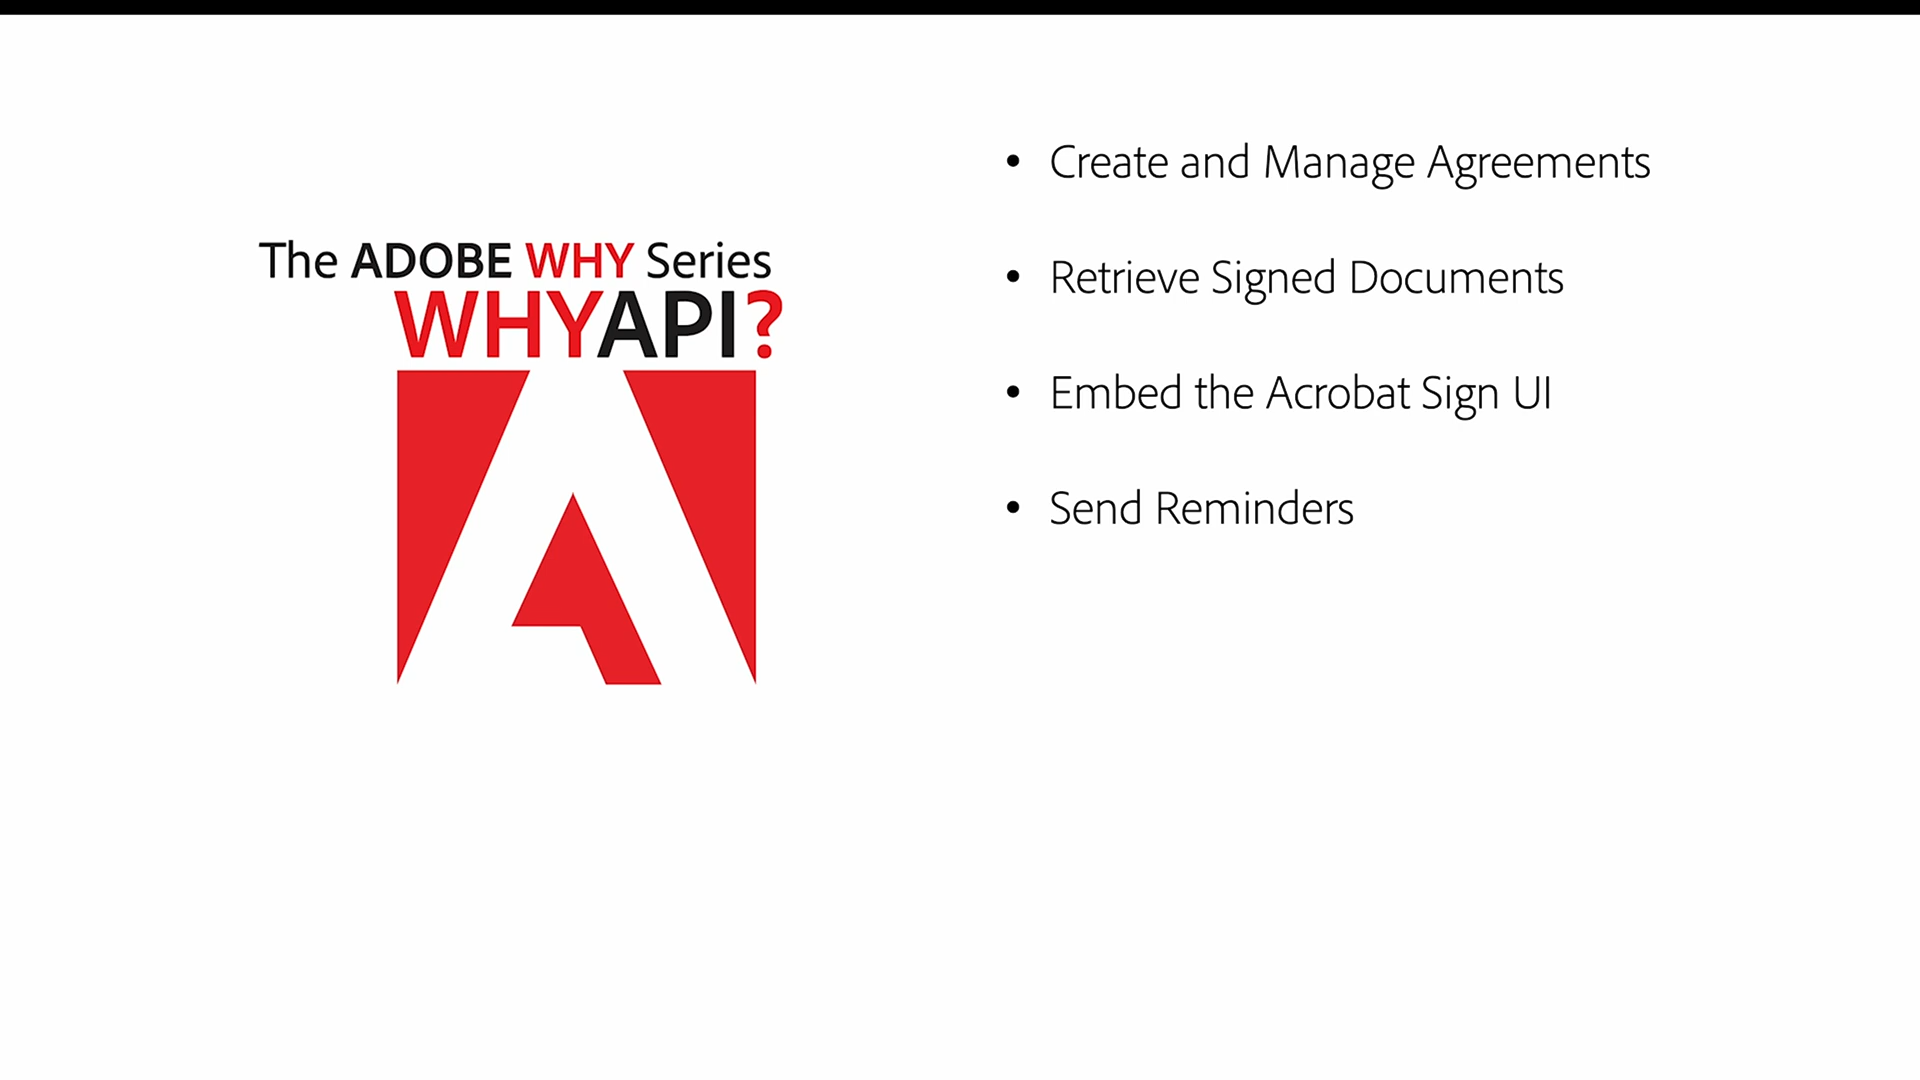 The ADOBE WHY Series
WHYAPI?
• Create and Manage Agreements
• Retrieve Signed Documents
• Embed the Acrobat Sign UI
• Send Reminders